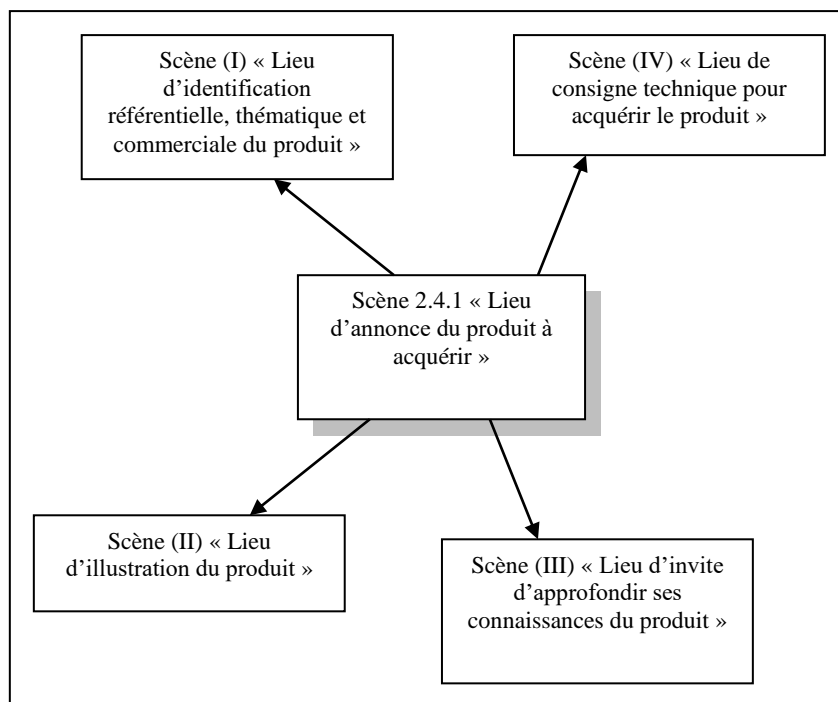 Scène (I) « Lieu
d’identification
référentielle, thématique et
commerciale du produit »
Scène (IV) « Lieu de
consigne technique pour
acquérir le produit »
Scène 2.4.1 « Lieu
d’annonce du produit à
acquérir »
Scène (II) « Lieu
d’illustration du produit »
Scène (III) « Lieu d’invite
d’approfondir ses
connaissances du produit »